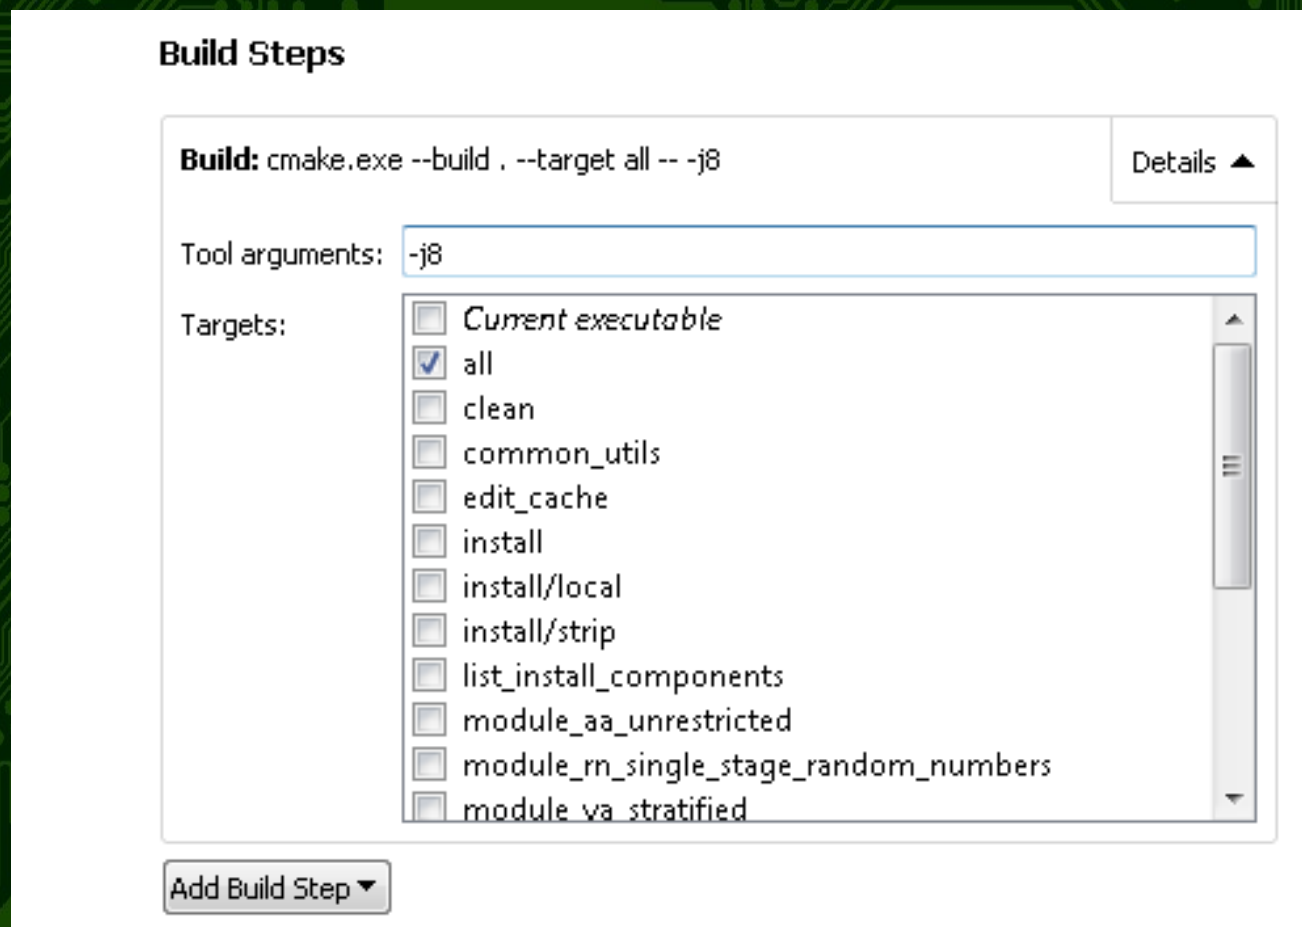 Build Steps
Build: cmake.exe --build . --target all -- -j8
Details
Tool arguments: -j8
Targets:
Current executable
all
clean
common_utils
edit_cache
install
install/local
install/strip
list_install_components
module_aa_unrestricted
module_rn_single_stage_random_numbers
module_va_stratified
Add Build Step